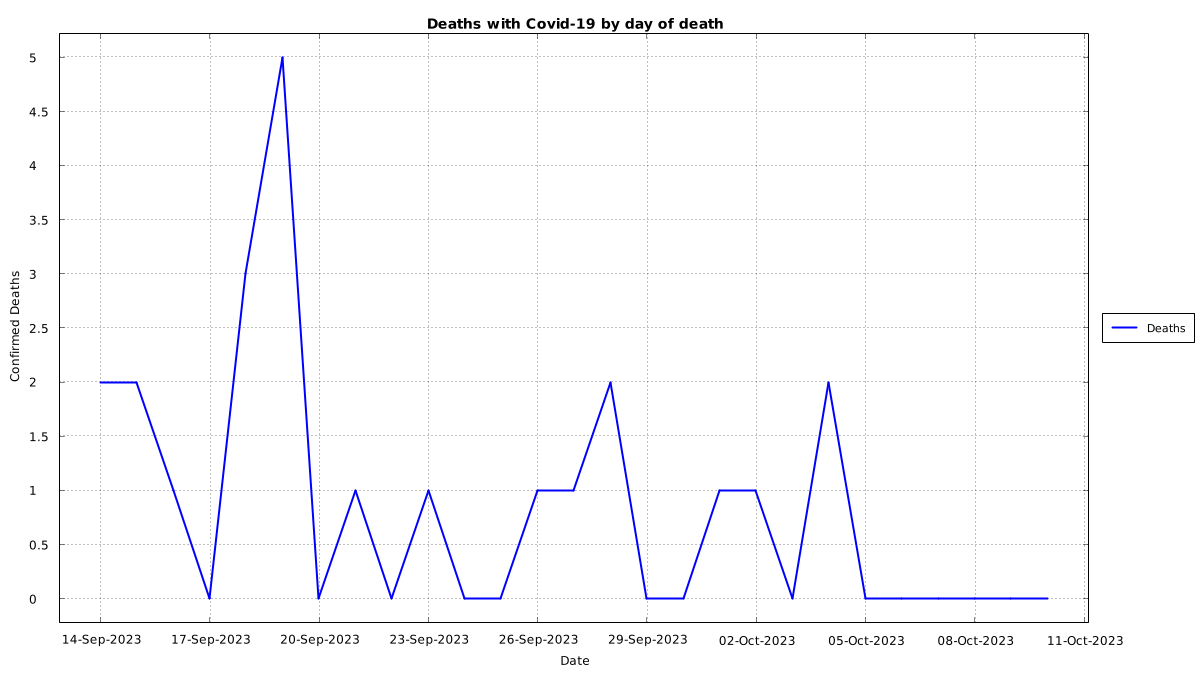 Deaths with Covid-19 by day of death
5
4.5
4
3.5
3
2.5
2
1.5
1
0.5
0
Confirmed Deaths
14-Sep-2023 17-Sep-2023 20-Sep-2023 23-Sep-2023 26-Sep-2023 29-Sep-2023 02-Oct-2023 05-Oct-2023 08-Oct-2023 11-Oct-2023
Date
Deaths